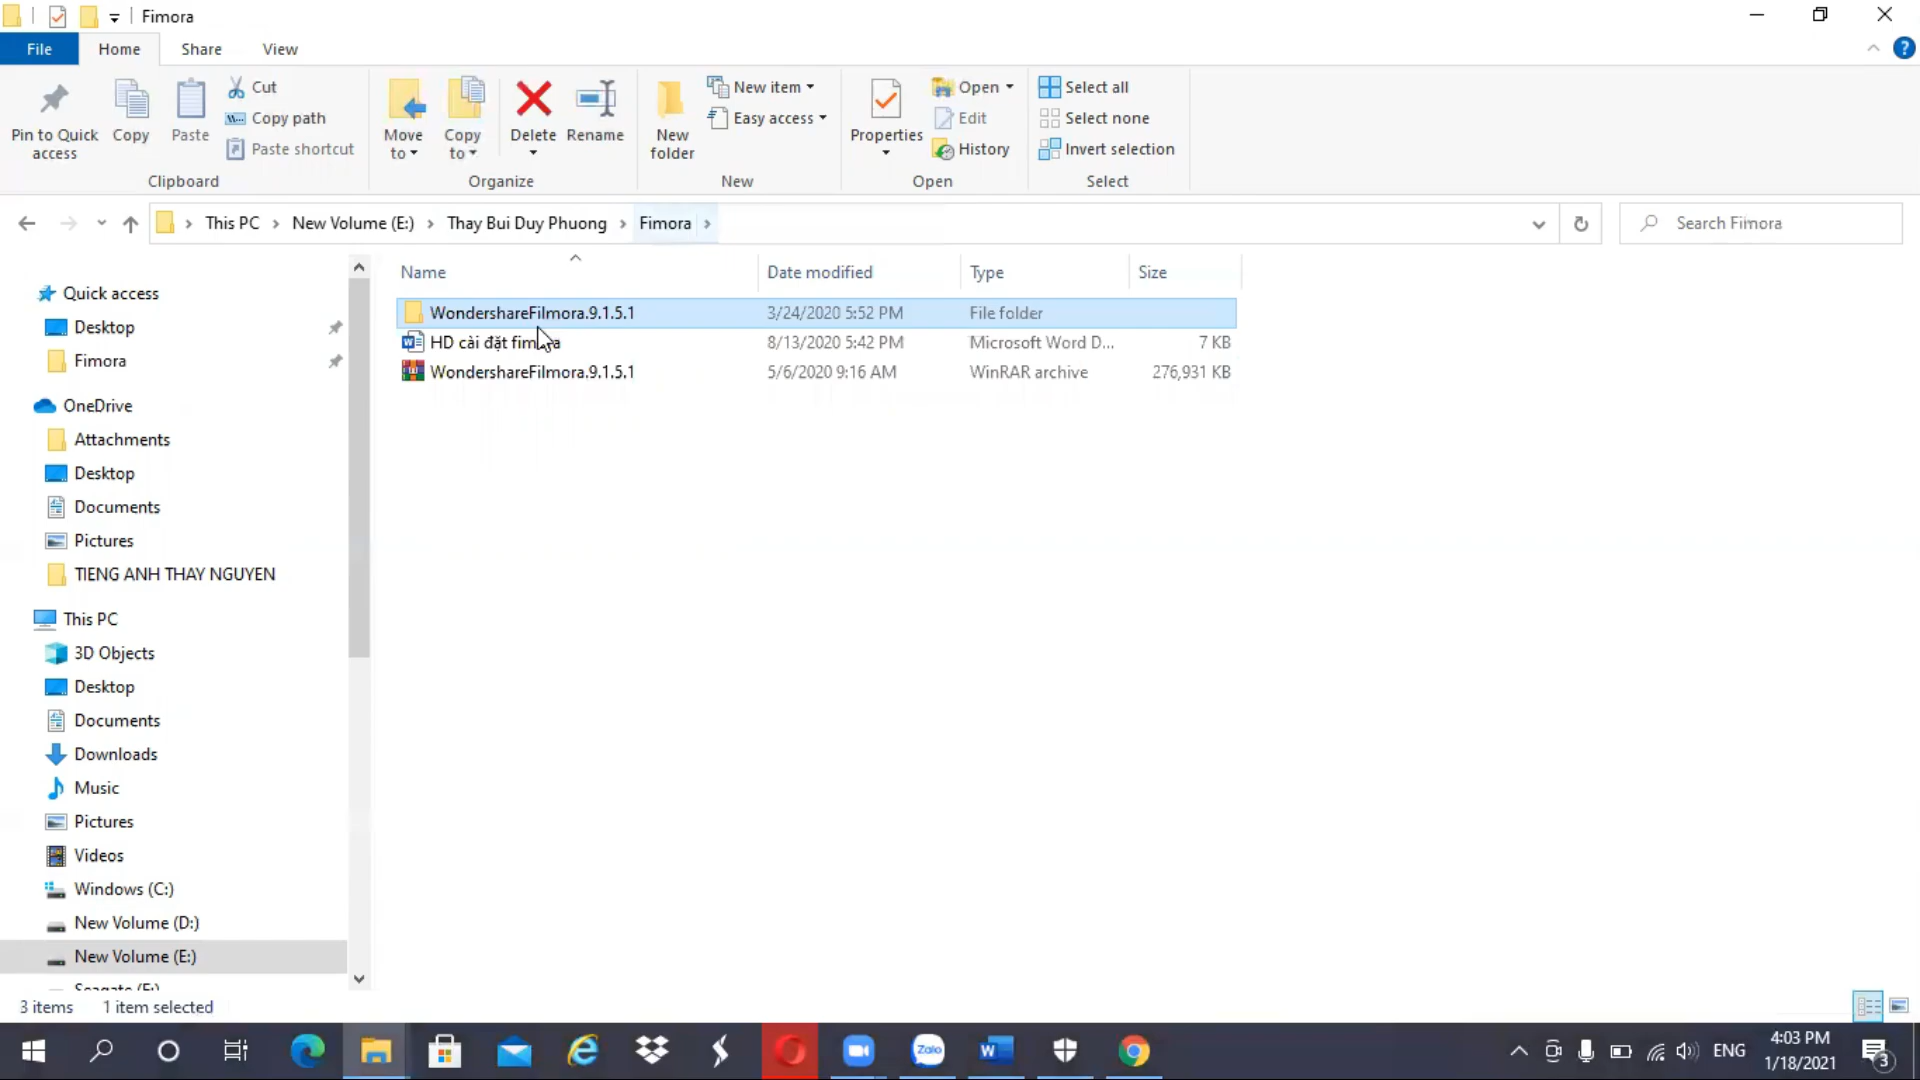 Fimora
File Home Share View
Pin to Quick access
Copy
Paste
Cut
Copy path
Paste shortcut
Clipboard
Move to
Copy to
Delete
Rename
Organize
New folder
New item
Easy access
New
Properties
Open
Edit
History
Open
Select all
Select none
Invert selection
Select
This PC New Volume (E:) Thay Bui Duy Phuong Fimora
Search Fimora
Name Date modified Type Size
WondershareFilmora.9.1.5.1 3/24/2020 5:52 PM File folder
HD cài đặt fimora 8/13/2020 5:42 PM Microsoft Word D... 7 KB
WondershareFilmora.9.1.5.1 5/6/2020 9:16 AM WinRAR archive 276,931 KB
Quick access
Desktop
Fimora
OneDrive
Attachments
Desktop
Documents
Pictures
TIENG ANH THAY NGUYEN
This PC
3D Objects
Desktop
Documents
Downloads
Music
Pictures
Videos
Windows (C:)
New Volume (D:)
New Volume (E:)
Seagate (F:)
3 items 1 item selected
Zalo
ENG
4:03 PM
1/18/2021
3